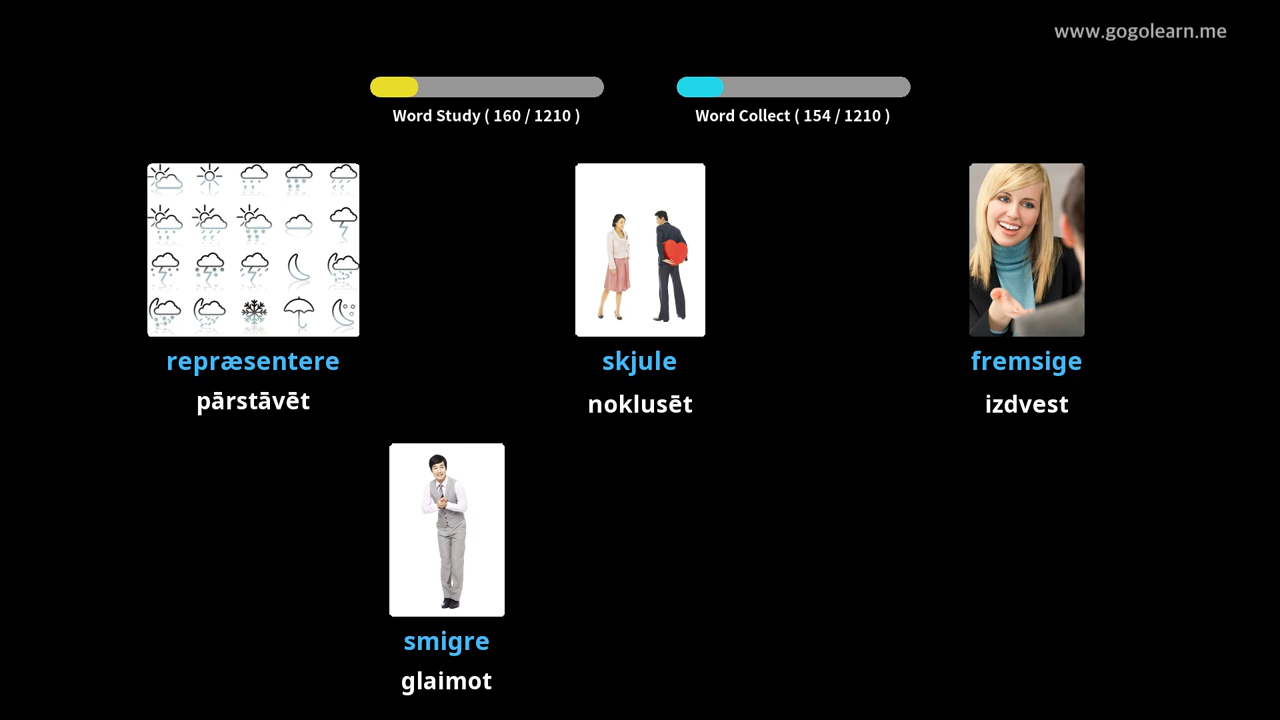 www.gogolearn.me
Word Study ( 160 / 1210 )
Word Collect ( 154 / 1210 )
repræsentere
pārstāvēt
skjule
noklusēt
fremsige
izdvest
smigre
glaimot